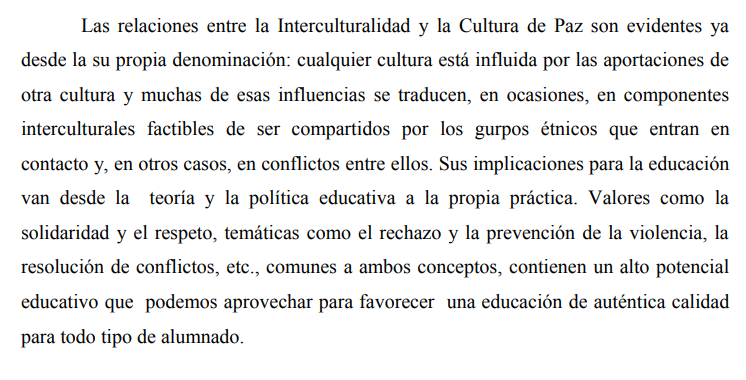 Las relaciones entre la Interculturalidad y la Cultura de Paz son evidentes ya
desde la su propia denominación: cualquier cultura está influida por las aportaciones de
otra cultura y muchas de esas influencias se traducen, en ocasiones, en componentes
interculturales factibles de ser compartidos por los gurpos étnicos que entran en
contacto y, en otros casos, en conflictos entre ellos. Sus implicaciones para la educación
van desde la  teoría y la política educativa a la propia práctica. Valores como la
solidaridad y el respeto, temáticas como el rechazo y la prevención de la violencia, la
resolución de conflictos, etc., comunes a ambos conceptos, contienen un alto potencial
educativo que  podemos aprovechar para favorecer  una educación de auténtica calidad
para todo tipo de alumnado.